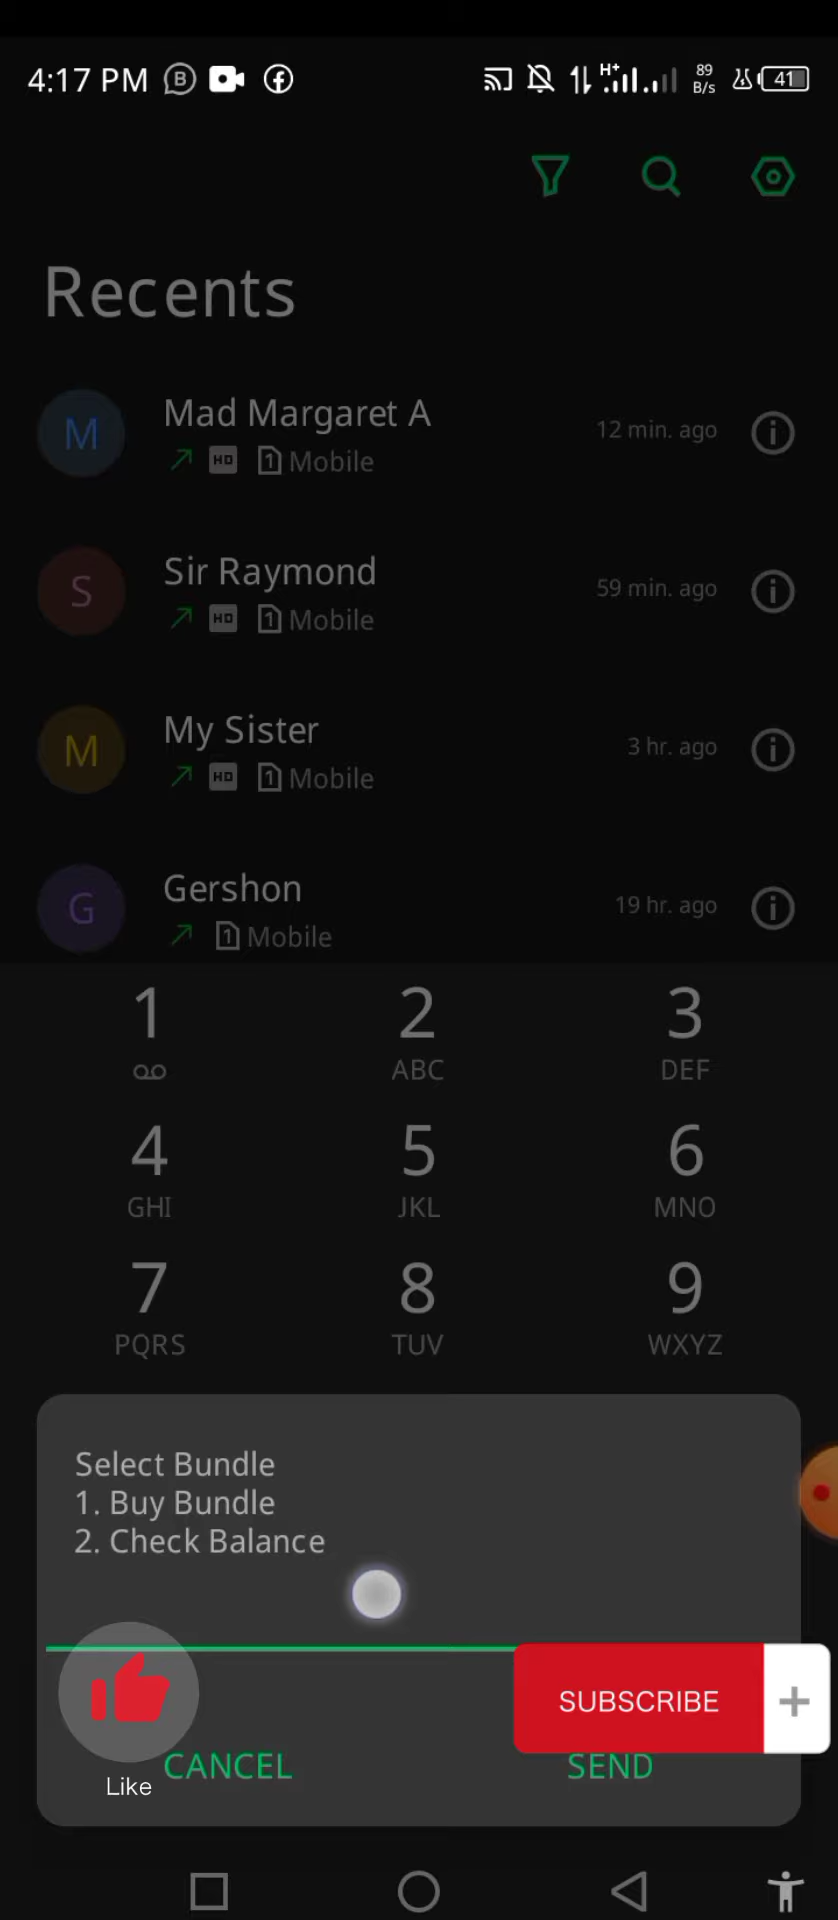 4:17 PM B H+ 89 B/s 41
Recents
M Mad Margaret A 12 min. ago
HD 1 Mobile
S Sir Raymond 59 min. ago
HD 1 Mobile
M My Sister 3 hr. ago
HD 1 Mobile
G Gershon 19 hr. ago
1 Mobile
1 2 3
ABC DEF
4 5 6
GHI JKL MNO
7 8 9
PQRS TUV WXYZ
Select Bundle
1. Buy Bundle
2. Check Balance
SUBSCRIBE +
CANCEL SEND
Like